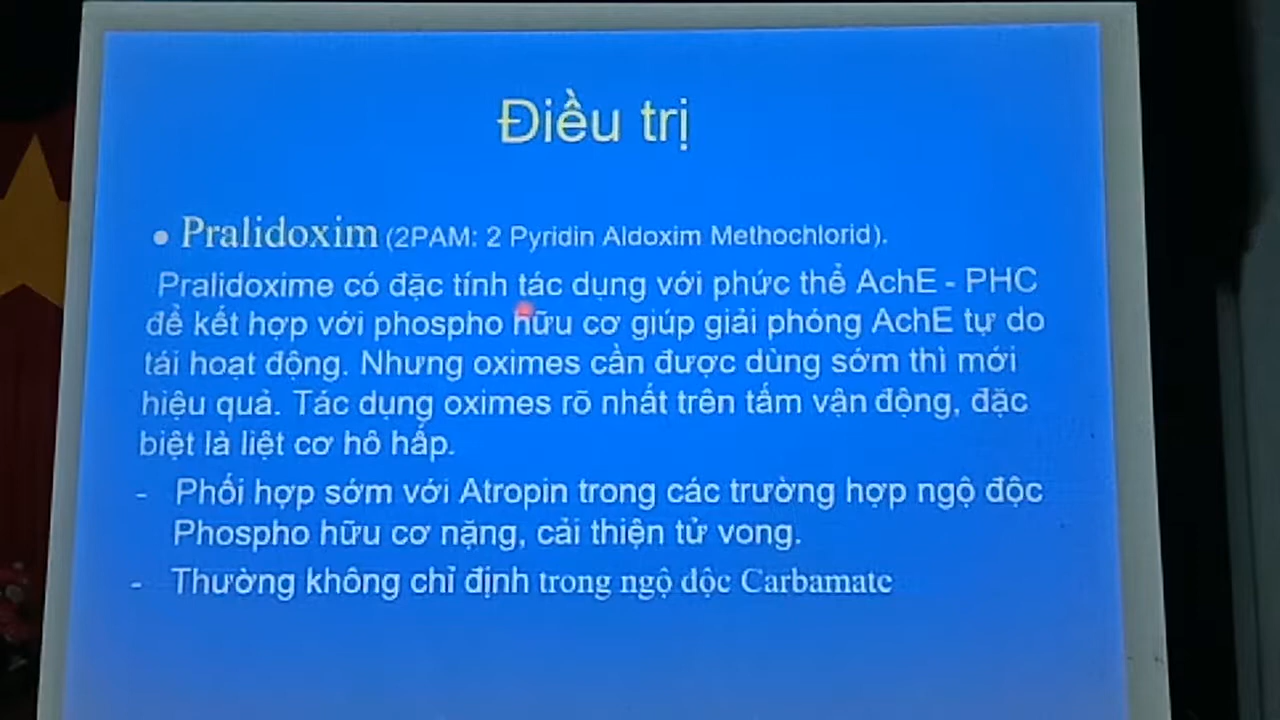 Điều trị
• Pralidoxim (2PAM: 2 Pyridin Aldoxim Methochlorid).
Pralidoxime có đặc tính tác dụng với phức thể AchE - PHC
để kết hợp với phospho hữu cơ giúp giải phóng AchE tự do
tái hoạt động. Nhưng oximes cần được dùng sớm thì mới
hiệu quả. Tác dụng oximes rõ nhất trên tấm vận động, đặc
biệt là liệt cơ hô hấp.
- Phối hợp sớm với Atropin trong các trường hợp ngộ độc
Phospho hữu cơ nặng, cải thiện tử vong.
- Thường không chỉ định trong ngộ độc Carbamate